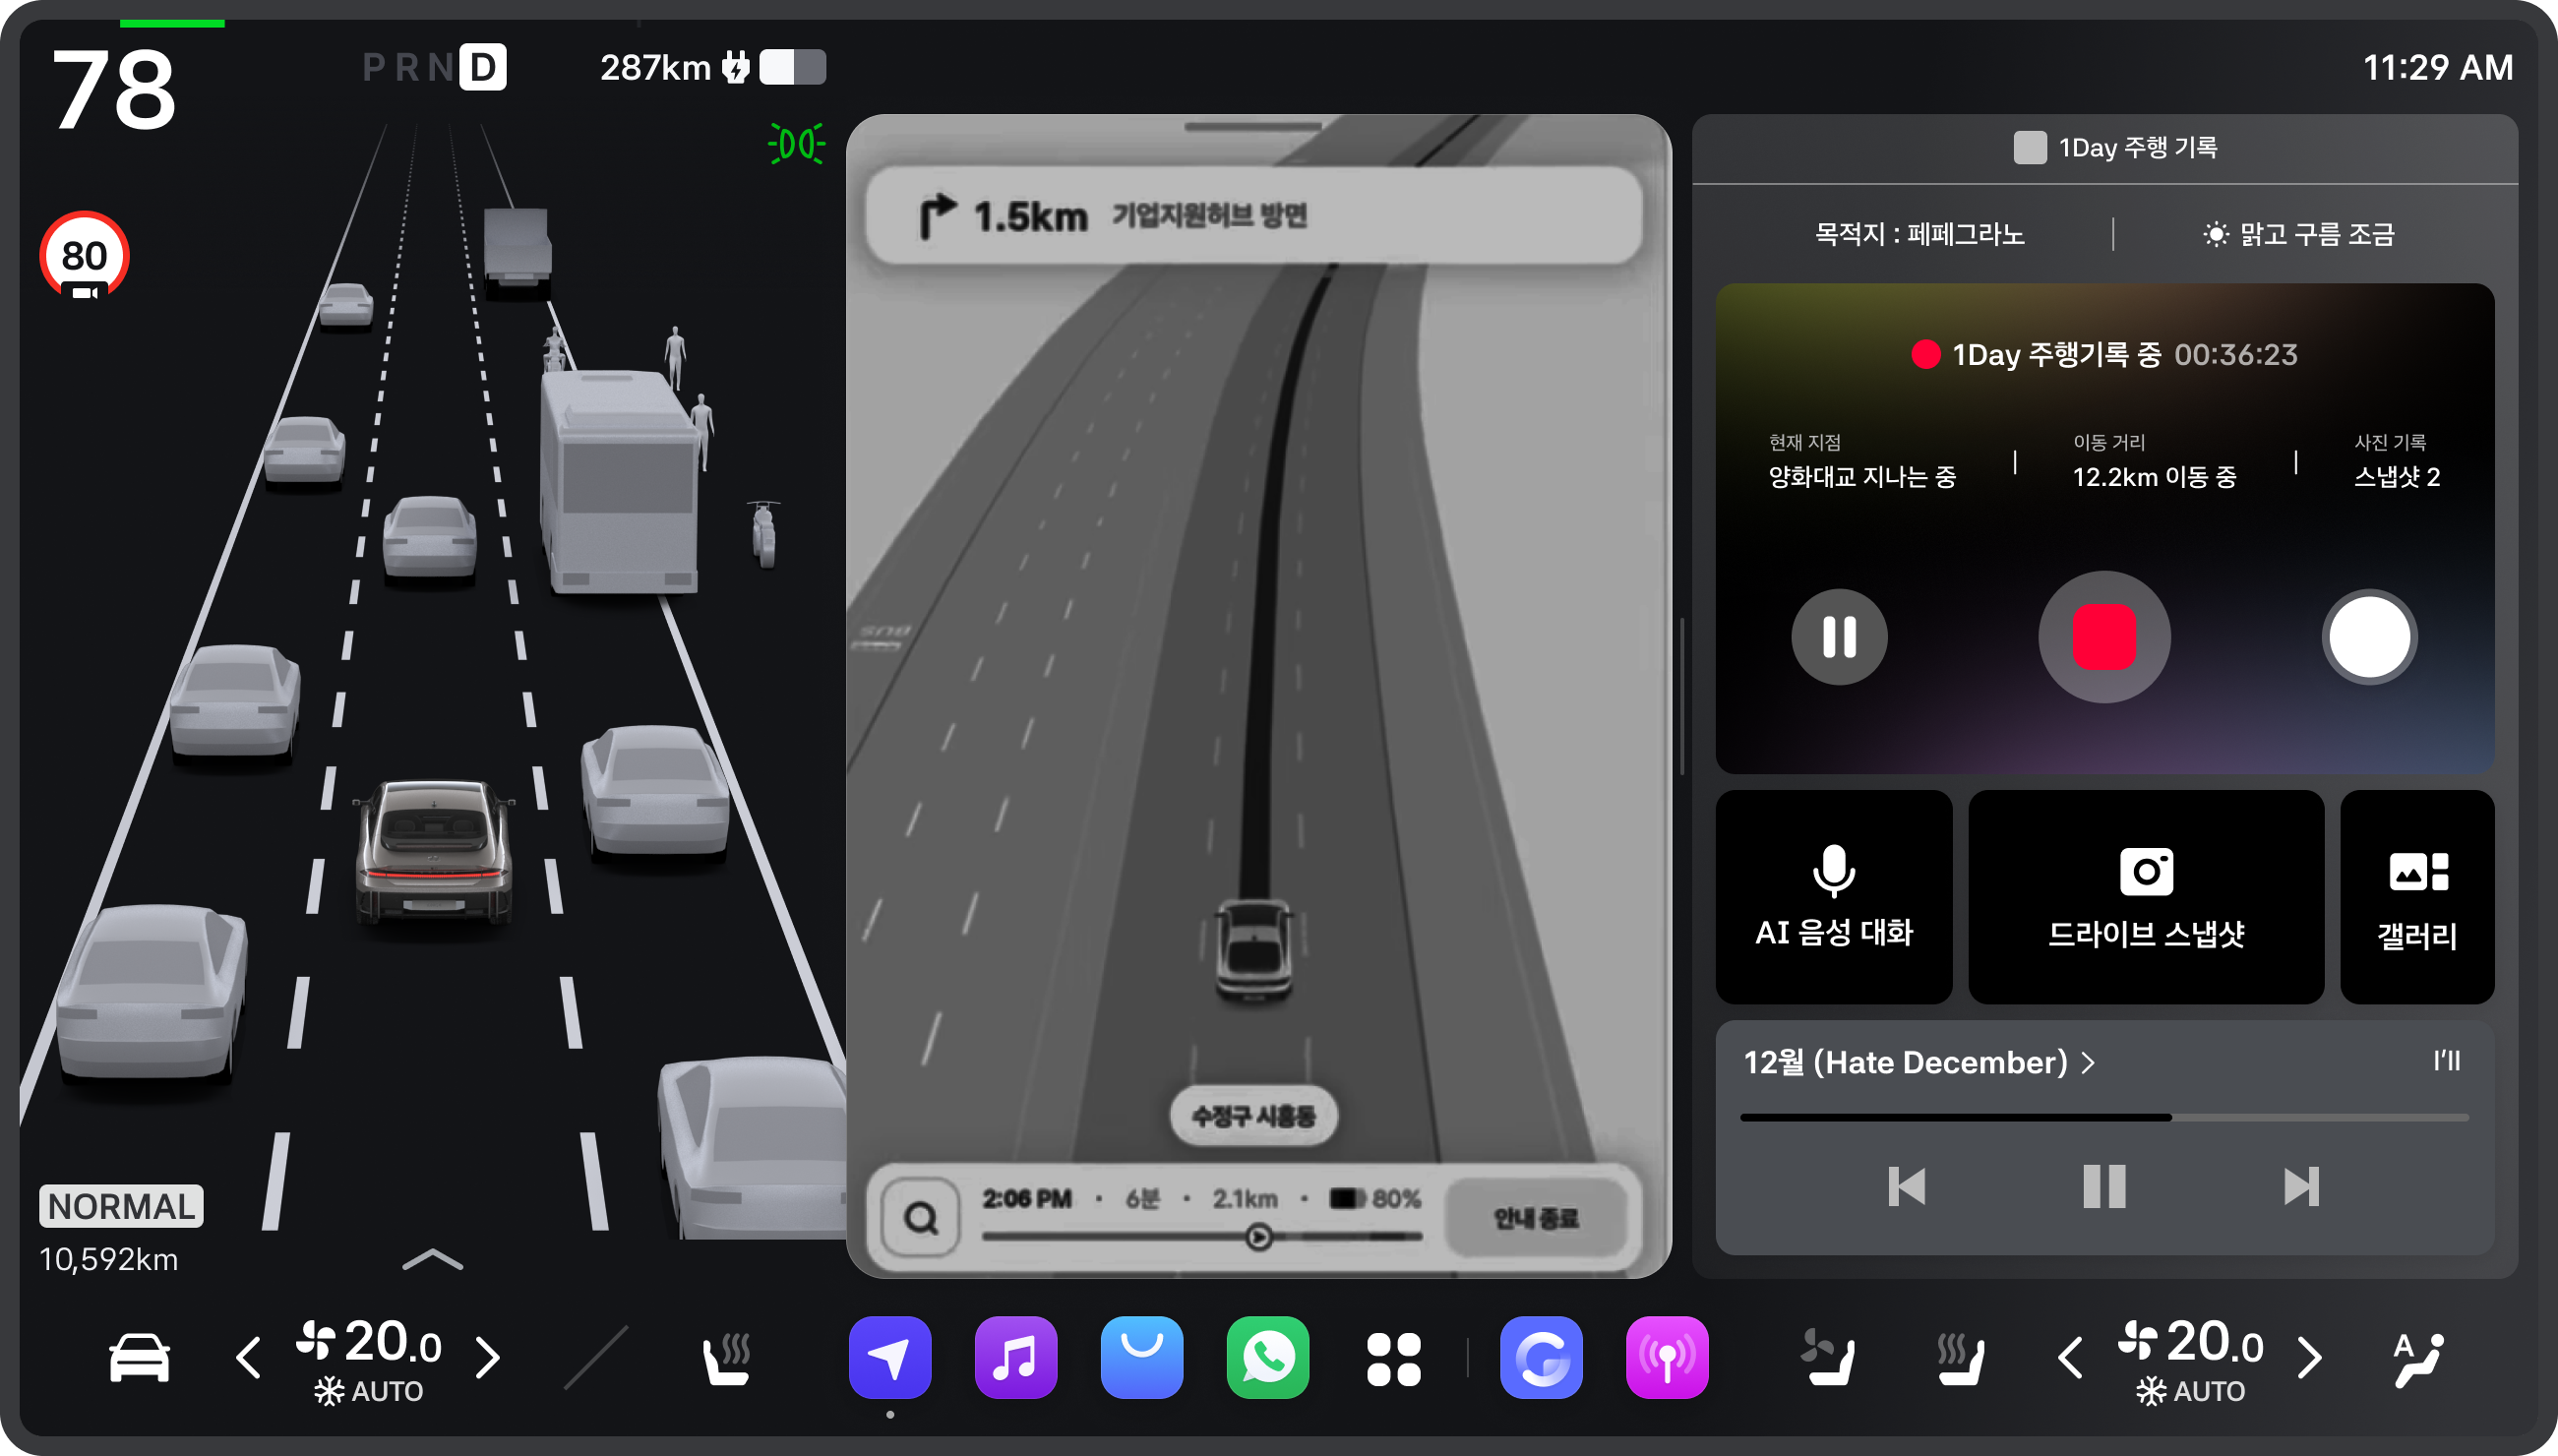 78
P R N D
287km
11:29 AM
80
1.5km 기업지원허브 방면
BUS
수정구 시흥동
2:06 PM · 6분 · 2.1km · 80%
안내 종료
1Day 주행 기록
목적지 : 페페그라노
맑고 구름 조금
1Day 주행기록 중 00:36:23
현재 지점
양화대교 지나는 중
이동 거리
12.2km 이동 중
사진 기록
스냅샷 2
AI 음성 대화
드라이브 스냅샷
갤러리
12월 (Hate December)
NORMAL
10,592km
20.0
AUTO
20.0
AUTO
A